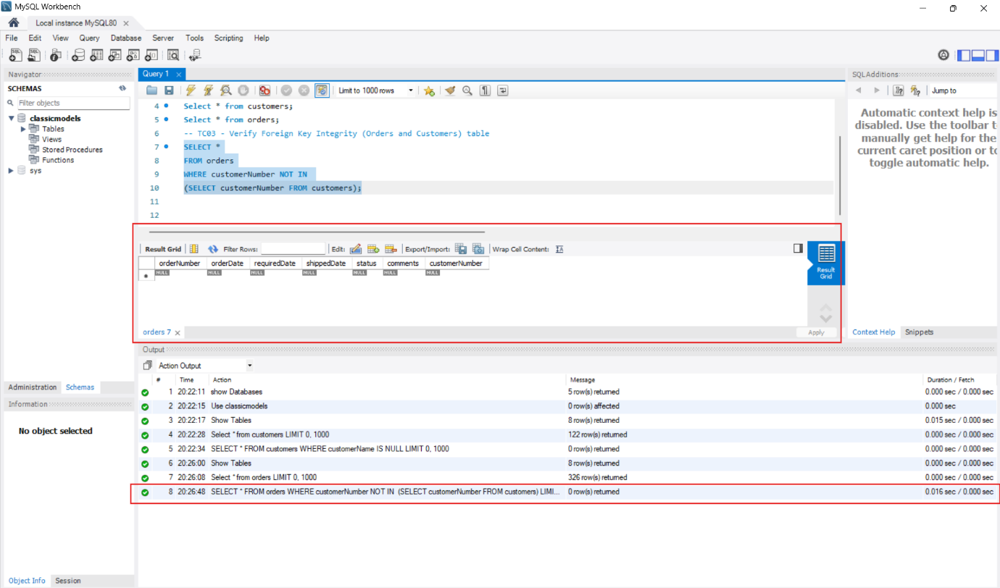 MySQL Workbench
Local instance MySQL80
File Edit View Query Database Server Tools Scripting Help
Navigator
SCHEMAS
Filter objects
classicmodels
Tables
Views
Stored Procedures
Functions
sys
Administration Schemas
Information
No object selected
Object Info Session
Query 1
Limit to 1000 rows
4 Select * from customers;
5 Select * from orders;
6 -- TC03 - Verify Foreign Key Integrity (Orders and Customers) table
7 SELECT *
8 FROM orders
9 WHERE customerNumber NOT IN
10 (SELECT customerNumber FROM customers);
11
12
Result Grid Filter Rows: Edit: Export/Import: Wrap Cell Content:
orderNumber orderDate requiredDate shippedDate status comments customerNumber
NULL NULL NULL NULL NULL NULL NULL
Result
Grid
orders 7
Apply
SQLAdditions
Jump to
Automatic context help is
disabled. Use the toolbar t
manually get help for the
current caret position or to
toggle automatic help.
Context Help Snippets
Output
Action Output
# Time Action Message Duration / Fetch
1 20:22:11 show Databases 5 row(s) returned 0.000 sec / 0.000 sec
2 20:22:15 Use classicmodels 0 row(s) affected 0.000 sec
3 20:22:17 Show Tables 8 row(s) returned 0.015 sec / 0.000 sec
4 20:22:28 Select * from customers LIMIT 0, 1000 122 row(s) returned 0.000 sec / 0.000 sec
5 20:22:34 SELECT * FROM customers WHERE customerName IS NULL LIMIT 0, 1000 0 row(s) returned 0.000 sec / 0.000 sec
6 20:26:00 Show Tables 8 row(s) returned 0.000 sec / 0.000 sec
7 20:26:08 Select * from orders LIMIT 0, 1000 326 row(s) returned 0.000 sec / 0.000 sec
8 20:26:48 SELECT * FROM orders WHERE customerNumber NOT IN (SELECT customerNumber FROM customers) LIMI... 0 row(s) returned 0.016 sec / 0.000 sec